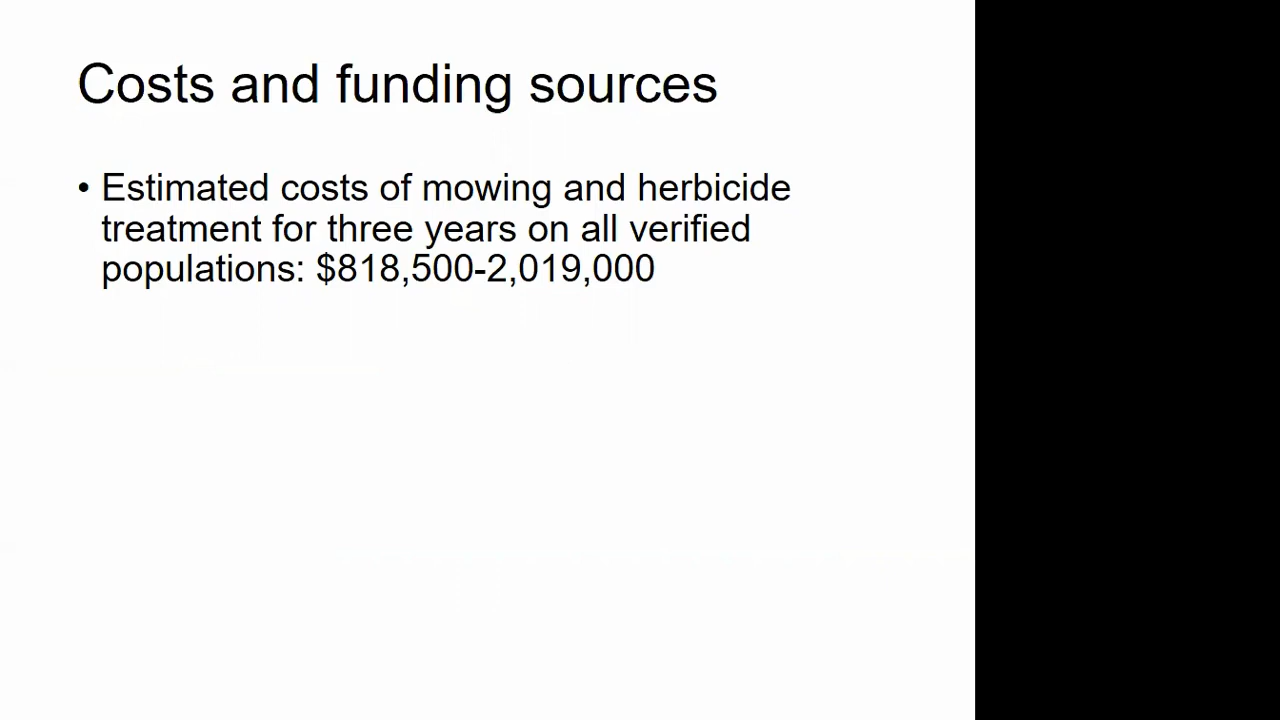 Costs and funding sources
• Estimated costs of mowing and herbicide
treatment for three years on all verified
populations: $818,500-2,019,000